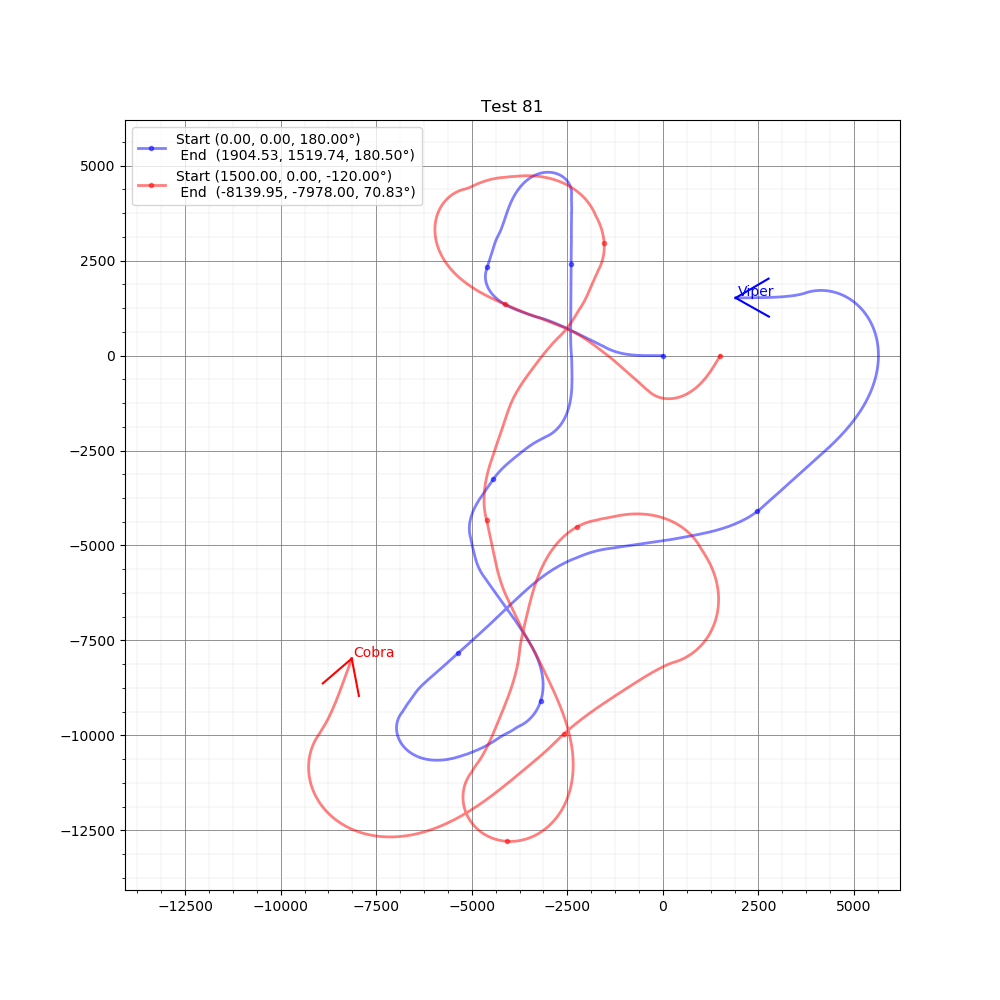 Test 81
Start (0.00, 0.00, 180.00°)
End  (1904.53, 1519.74, 180.50°)
Start (1500.00, 0.00, -120.00°)
End  (-8139.95, -7978.00, 70.83°)
5000
2500
0
−2500
−5000
−7500
−10000
−12500
Viper
Cobra
−12500 −10000 −7500 −5000 −2500 0 2500 5000